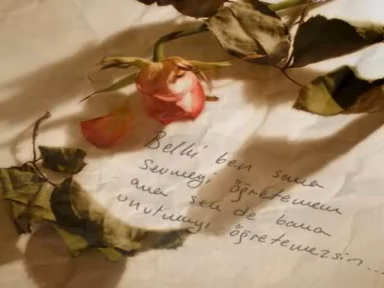 Belki ben sana
Sevmeyi öğretemem
ama sen de bana
unutmayı öğretemezsin...